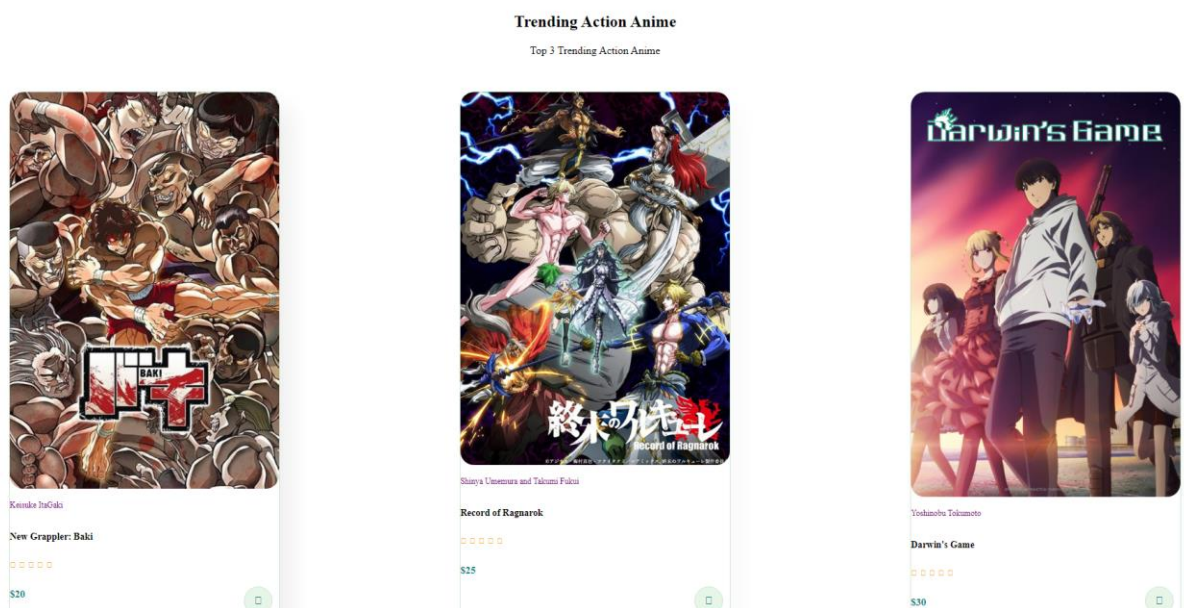 Trending Action Anime
Top 3 Trending Action Anime
バキ
BAKI
Keisuke ItaGaki
New Grappler: Baki
$20
終末のワルキューレ
Record of Ragnarok
Shinya Umemura and Takumi Fukui
Record of Ragnarok
$25
Darwin's Game
Yoshinobu Tokumoto
Darwin's Game
$30